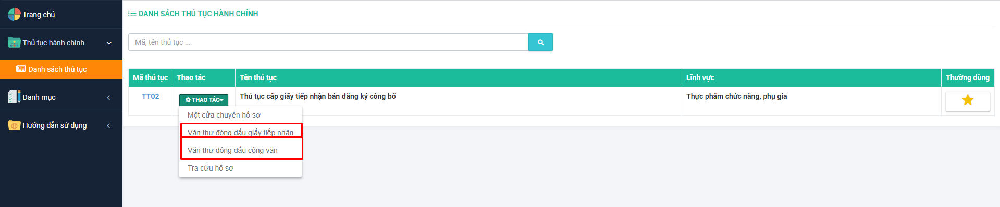 Trang chủ
Thủ tục hành chính
Danh sách thủ tục
Danh mục
Hướng dẫn sử dụng
DANH SÁCH THỦ TỤC HÀNH CHÍNH
Mã, tên thủ tục ...
Mã thủ tục Thao tác Tên thủ tục Lĩnh vực Thường dùng
TT02 THAO TÁC Thủ tục cấp giấy tiếp nhận bản đăng ký công bố Thực phẩm chức năng, phụ gia
Một cửa chuyển hồ sơ
Văn thư đóng dấu giấy tiếp nhận
Văn thư đóng dấu công văn
Tra cứu hồ sơ